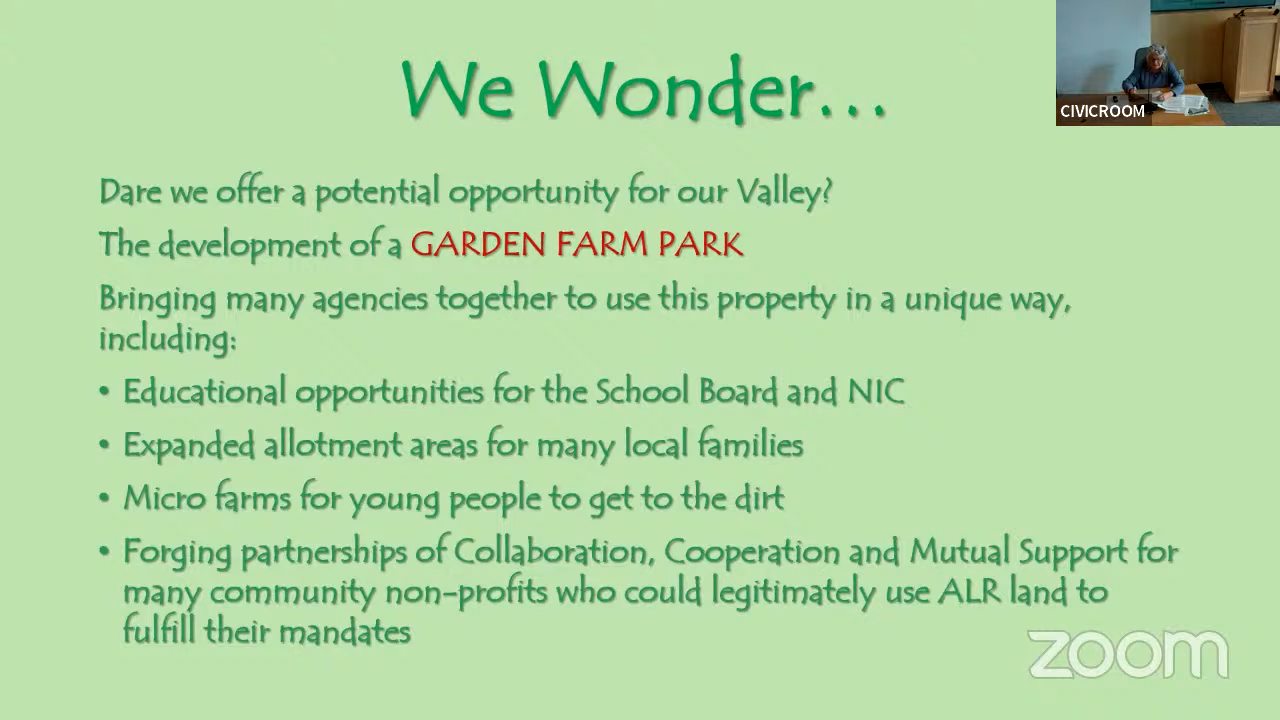 We Wonder...
CIVICROOM
Dare we offer a potential opportunity for our Valley?
The development of a GARDEN FARM PARK
Bringing many agencies together to use this property in a unique way,
including:
• Educational opportunities for the School Board and NIC
• Expanded allotment areas for many local families
• Micro farms for young people to get to the dirt
• Forging partnerships of Collaboration, Cooperation and Mutual Support for
many community non-profits who could legitimately use ALR land to
fulfill their mandates
zoom